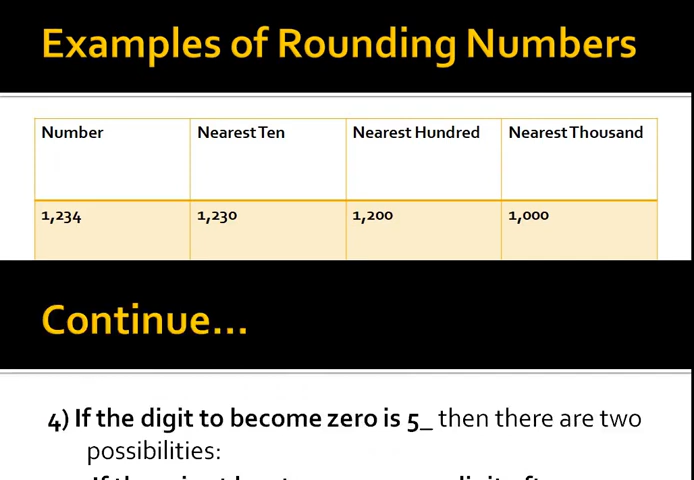 Examples of Rounding Numbers
Number Nearest Ten Nearest Hundred Nearest Thousand
1,234 1,230 1,200 1,000
Continue...
4) If the digit to become zero is 5_ then there are two
possibilities: